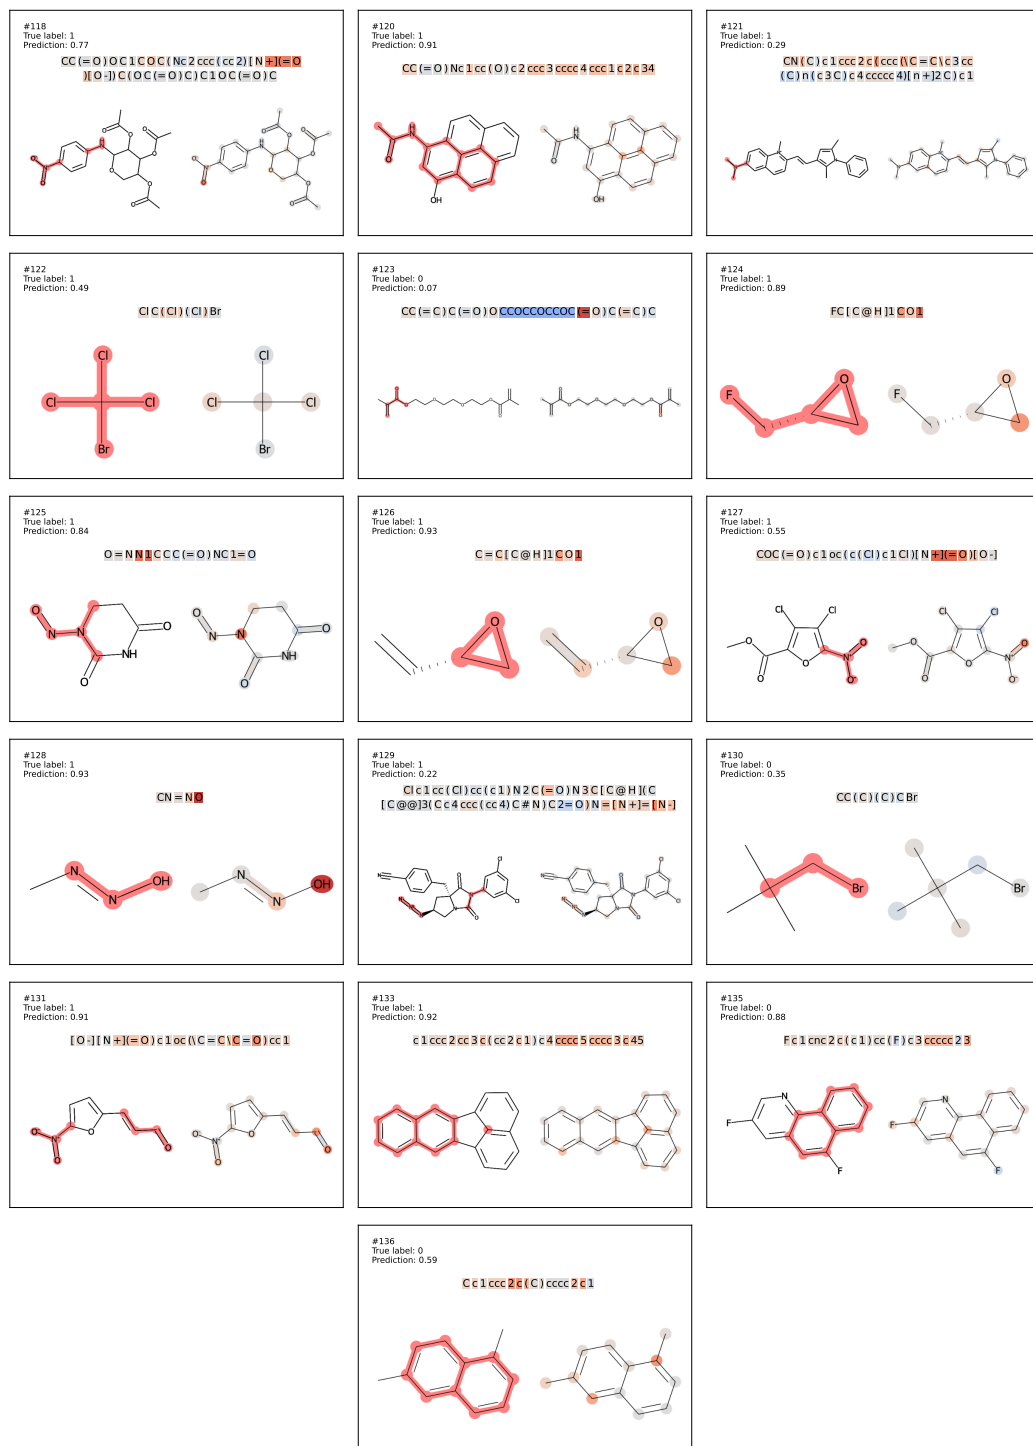 #118
True label: 1
Prediction: 0.77
CC(=O)OC1COC(Nc2ccc(cc2)[N+](=O
)[O-])C(OC(=O)C)C1OC(=O)C
#120
True label: 1
Prediction: 0.91
CC(=O)Nc1cc(O)c2ccc3cccc4ccc1c2c34
OH
#121
True label: 1
Prediction: 0.29
CN(C)c1ccc2c(ccc(\C=C\c3cc
(C)n(c3C)c4ccccc4)[n+]2C)c1
#122
True label: 1
Prediction: 0.49
ClC(Cl)(Cl)Br
Cl Cl
Cl Cl Cl Cl
Br Br
#123
True label: 0
Prediction: 0.07
CC(=C)C(=O)OCCOCCOCCOC(=O)C(=C)C
#124
True label: 1
Prediction: 0.89
FC[C@H]1CO1
F O F O
#125
True label: 1
Prediction: 0.84
O=NN1CCC(=O)NC1=O
O N N O NH O
O N N O NH O
#126
True label: 1
Prediction: 0.93
C=C[C@H]1CO1
O O
#127
True label: 1
Prediction: 0.55
COC(=O)c1oc(c(Cl)c1Cl)[N+](=O)[O-]
Cl Cl Cl Cl
O O O N+ O O-
O O O N+ O O-
#128
True label: 1
Prediction: 0.93
CN=NO
N N OH N N OH
#129
True label: 1
Prediction: 0.22
Clc1cc(Cl)cc(c1)N2C(=O)N3C[C@H](C
[C@@]3(Cc4ccc(cc4)C#N)C2=O)N=[N+]=[N-]
#130
True label: 0
Prediction: 0.35
CC(C)(C)CBr
Br Br
#131
True label: 1
Prediction: 0.91
[O-][N+](=O)c1oc(\C=C\C=O)cc1
O- N+ O O O
O- N+ O O O
#133
True label: 1
Prediction: 0.92
c1ccc2cc3c(cc2c1)c4cccc5cccc3c45
#135
True label: 0
Prediction: 0.88
Fc1cnc2c(c1)cc(F)c3ccccc23
N N
F F
F F
#136
True label: 0
Prediction: 0.59
Cc1ccc2c(C)cccc2c1